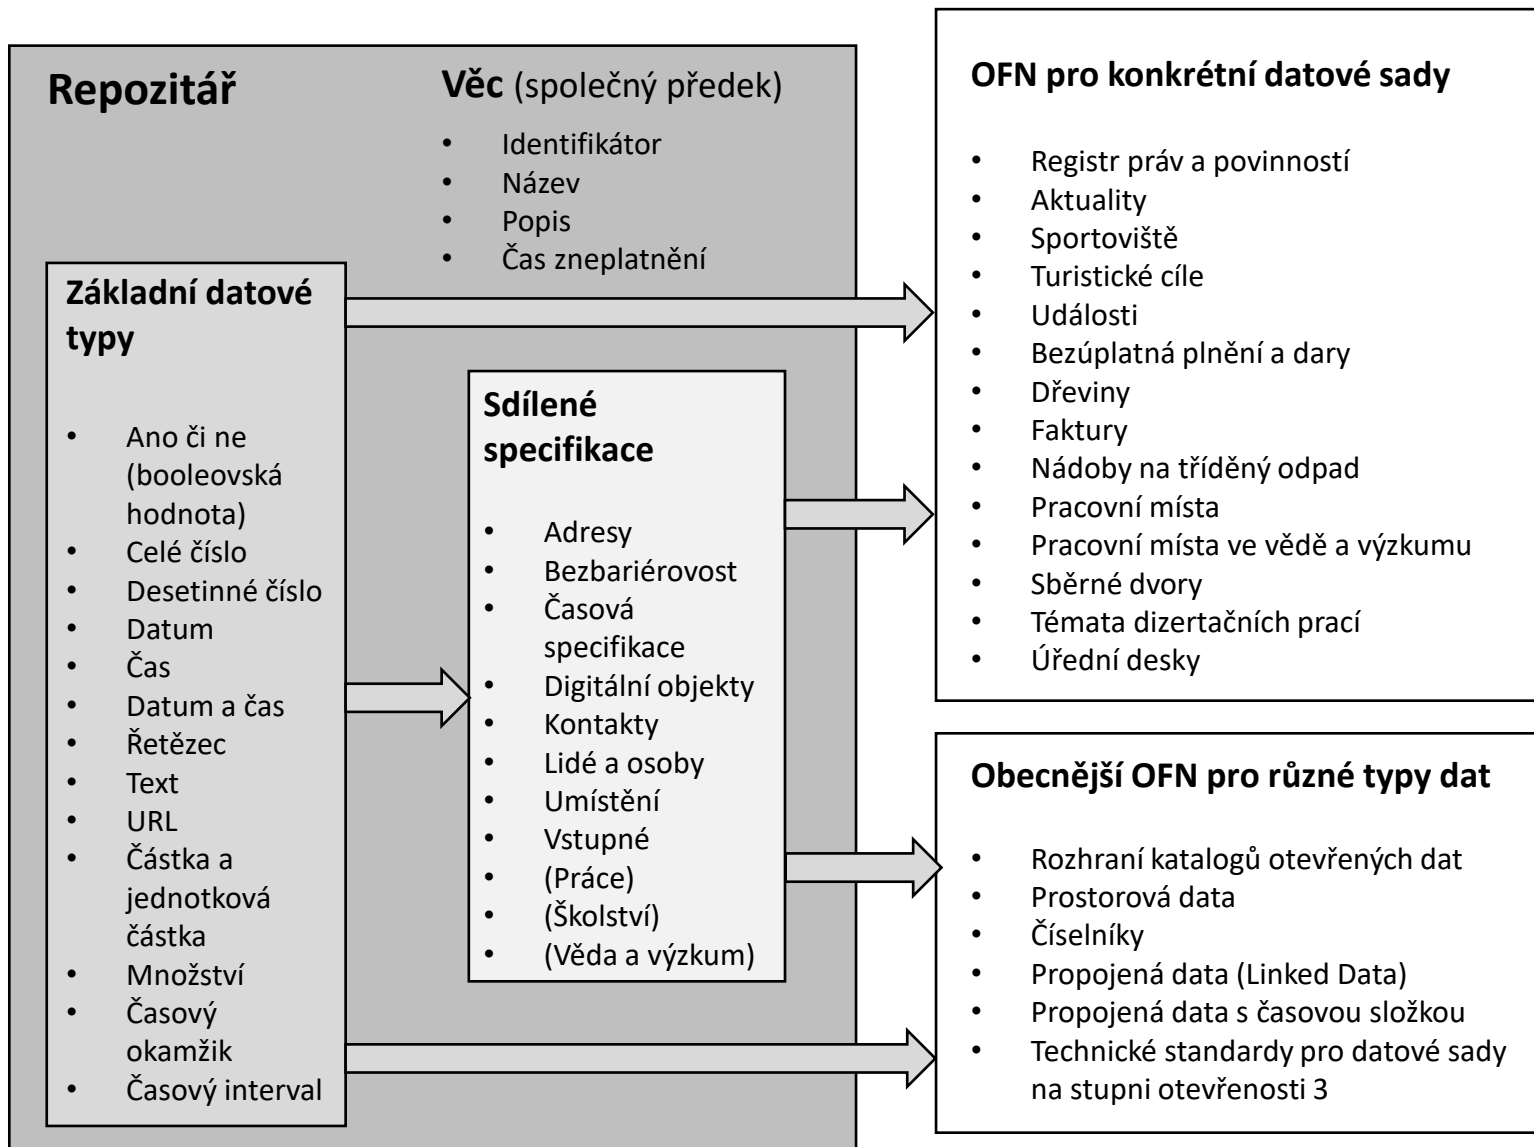 Repozitář
Věc (společný předek)
• Identifikátor
• Název
• Popis
• Čas zneplatnění
Základní datové
typy
• Ano či ne
(booleovská
hodnota)
• Celé číslo
• Desetinné číslo
• Datum
• Čas
• Datum a čas
• Řetězec
• Text
• URL
• Částka a
jednotková
částka
• Množství
• Časový
okamžik
• Časový interval
Sdílené
specifikace
• Adresy
• Bezbariérovost
• Časová
specifikace
• Digitální objekty
• Kontakty
• Lidé a osoby
• Umístění
• Vstupné
• (Práce)
• (Školství)
• (Věda a výzkum)
OFN pro konkrétní datové sady
• Registr práv a povinností
• Aktuality
• Sportoviště
• Turistické cíle
• Události
• Bezúplatná plnění a dary
• Dřeviny
• Faktury
• Nádoby na tříděný odpad
• Pracovní místa
• Pracovní místa ve vědě a výzkumu
• Sběrné dvory
• Témata dizertačních prací
• Úřední desky
Obecnější OFN pro různé typy dat
• Rozhraní katalogů otevřených dat
• Prostorová data
• Číselníky
• Propojená data (Linked Data)
• Propojená data s časovou složkou
• Technické standardy pro datové sady
na stupni otevřenosti 3